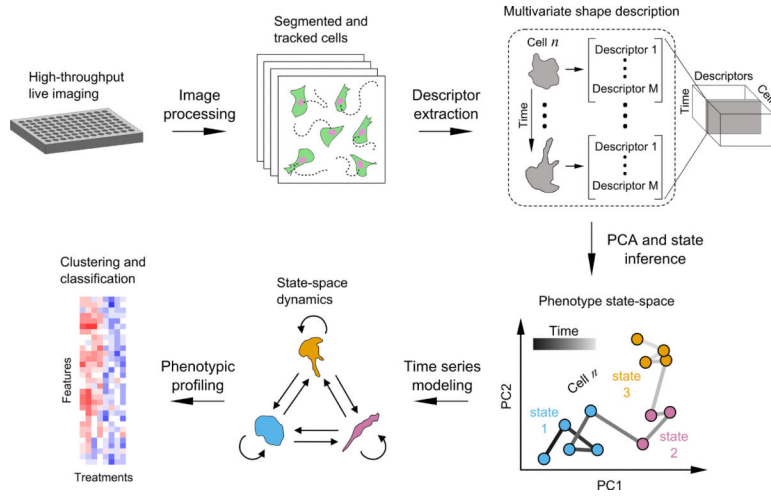 High-throughput
live imaging
Image
processing
Segmented and
tracked cells
Descriptor
extraction
Multivariate shape description
Cell n
Time
Descriptor 1
Descriptor M
Descriptor 1
Descriptor M
Descriptors
Time
PCA and state
inference
Phenotype state-space
Time
Cell n
state
1
state
2
state
3
PC2
PC1
Time series
modeling
State-space
dynamics
Phenotypic
profiling
Clustering and
classification
Features
Treatments